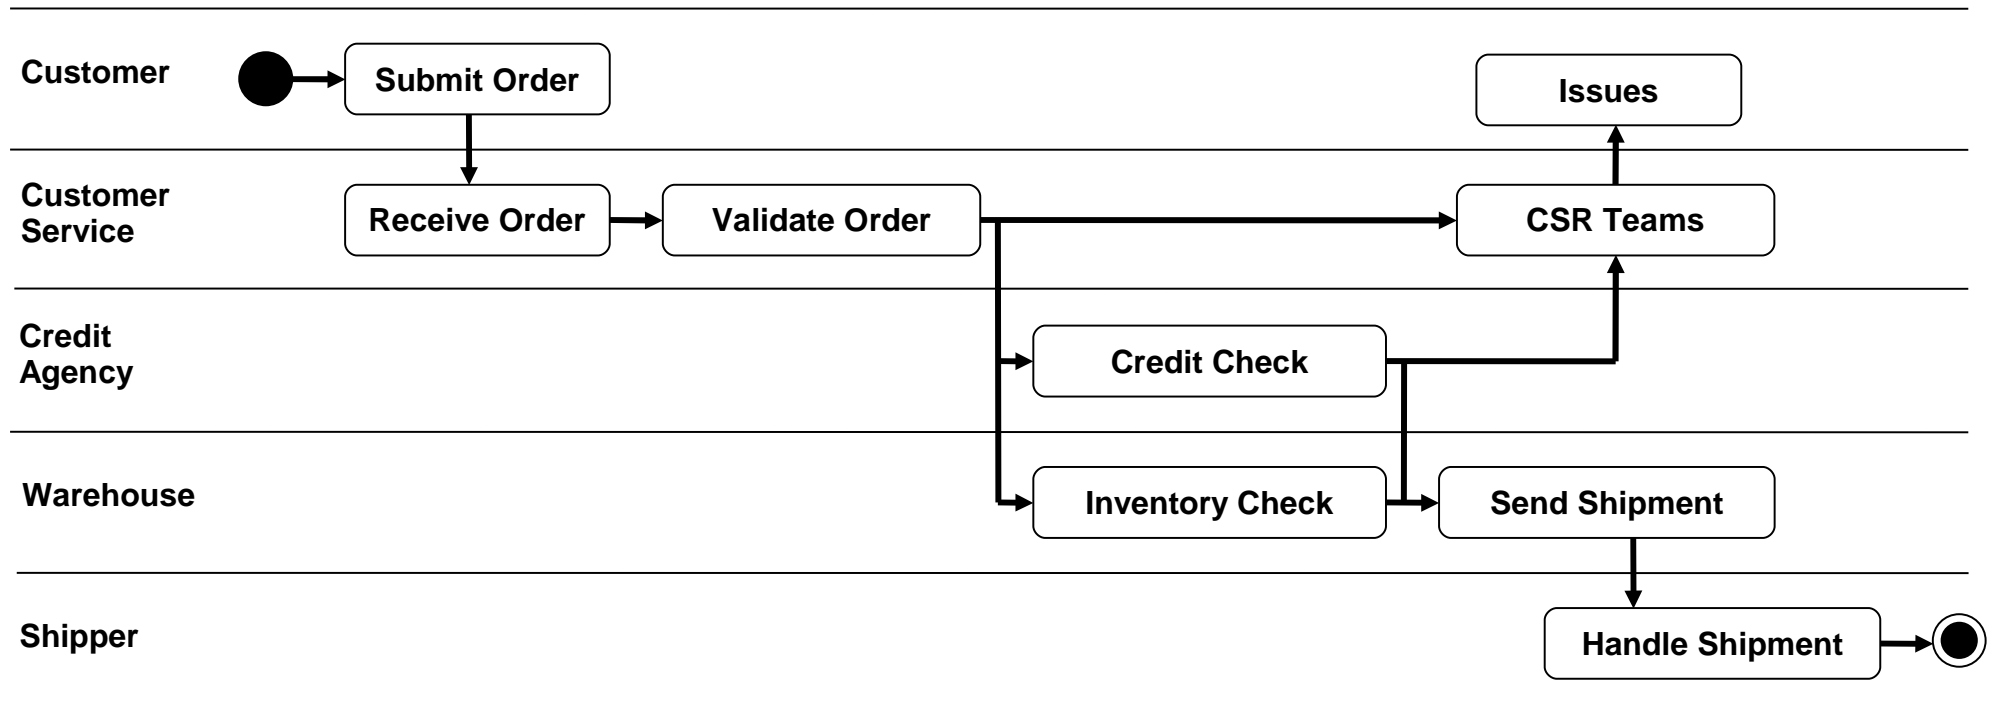 Customer
Submit Order
Issues
Customer
Service
Receive Order
Validate Order
CSR Teams
Credit
Agency
Credit Check
Warehouse
Inventory Check
Send Shipment
Shipper
Handle Shipment